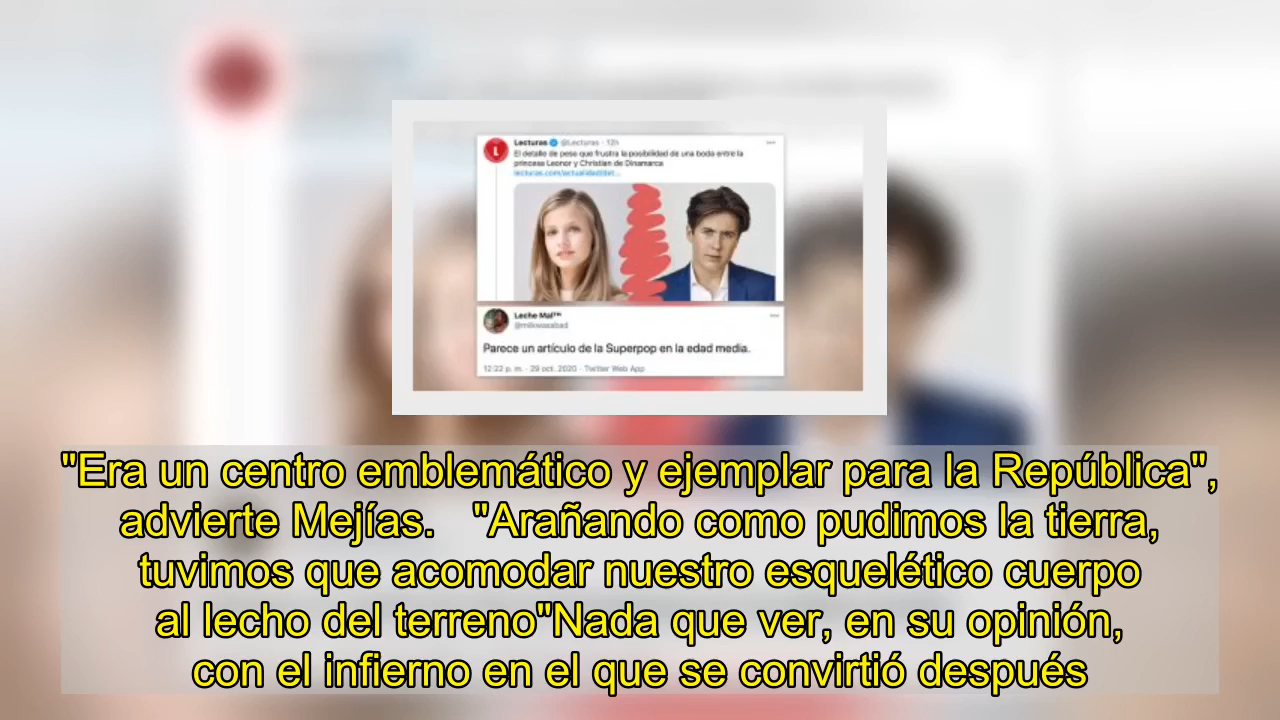 Lecturas @Lecturas · 12h
El detalle de peso que frustra la posibilidad de una boda entre la
princesa Leonor y Christian de Dinamarca
L
Leche Mal™
Parece un artículo de la Superpop en la edad media.
12:22 p. m. · 29 oct. 2020 · Twitter Web App
"Era un centro emblemático y ejemplar para la República",
advierte Mejías. "Arañando como pudimos la tierra,
tuvimos que acomodar nuestro esquelético cuerpo
al lecho del terreno"Nada que ver, en su opinión,
con el infierno en el que se convirtió después